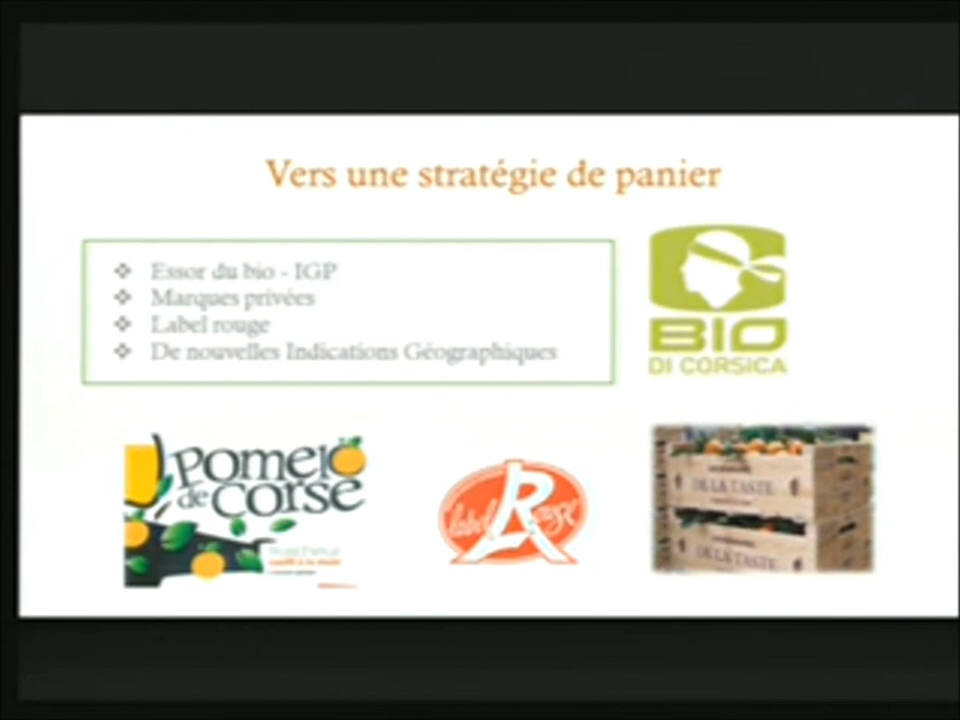 Vers une stratégie de panier
❖ Essor du bio - IGP
❖ Marques privées
❖ Label rouge
❖ De nouvelles Indications Géographiques
BIO
DI CORSICA
Pomelo
de Corse
label Rouge
DE LA TASTE
DE LA TASTE